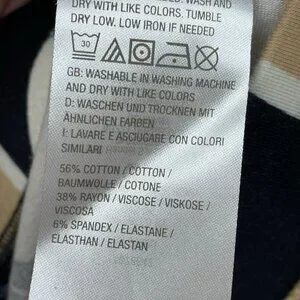 WASH AND
DRY WITH LIKE COLORS. TUMBLE
DRY LOW. LOW IRON IF NEEDED
30
GB: WASHABLE IN WASHING MACHINE
AND DRY WITH LIKE COLORS
D: WASCHEN UND TROCKNEN MIT
ÄHNLICHEN FARBEN
I: LAVARE E ASCIUGARE CON COLORI
SIMILARI
56% COTTON / COTTON /
BAUMWOLLE / COTONE
38% RAYON / VISCOSE / VISKOSE /
VISCOSA
6% SPANDEX / ELASTANE /
ELASTHAN / ELASTAN